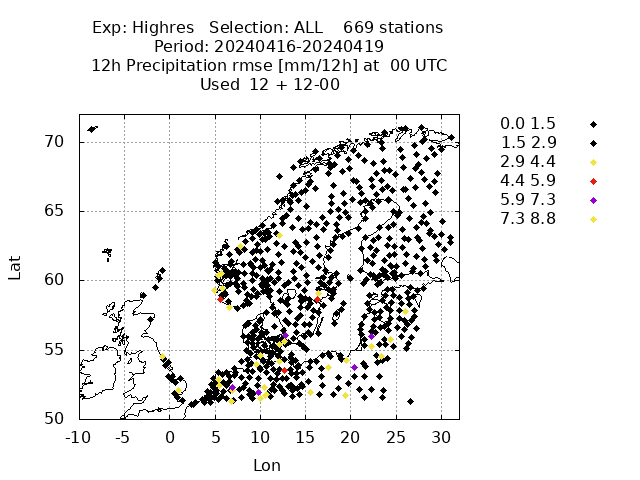 Exp: Highres   Selection: ALL    669 stations
Period: 20240416-20240419
12h Precipitation rmse [mm/12h] at  00 UTC
Used  12 + 12-00
0.0 1.5
1.5 2.9
2.9 4.4
4.4 5.9
5.9 7.3
7.3 8.8
70
65
60
55
50
Lat
-10 -5 0 5 10 15 20 25 30
Lon